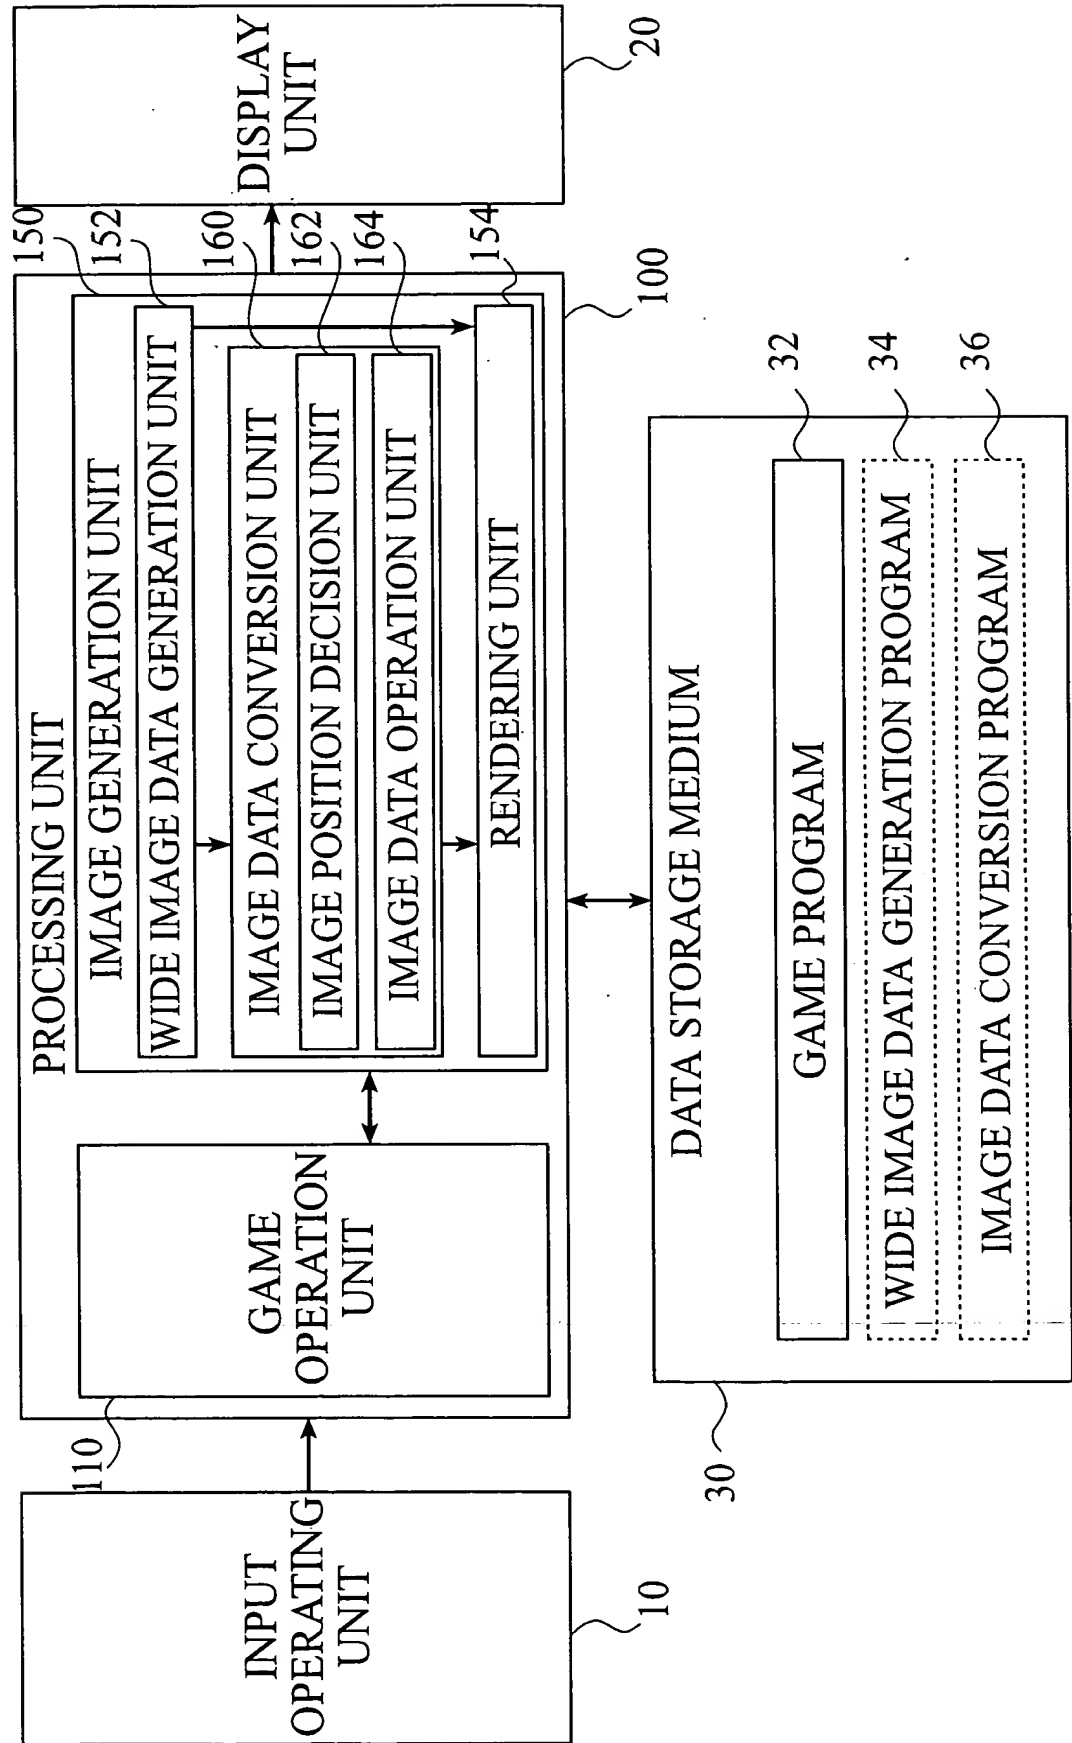 INPUT
OPERATING
UNIT
10
PROCESSING UNIT
110
GAME
OPERATION
UNIT
IMAGE GENERATION UNIT
150
WIDE IMAGE DATA GENERATION UNIT
152
IMAGE DATA CONVERSION UNIT
160
IMAGE POSITION DECISION UNIT
162
IMAGE DATA OPERATION UNIT
164
RENDERING UNIT
154
100
DISPLAY
UNIT
20
DATA STORAGE MEDIUM
30
GAME PROGRAM
32
WIDE IMAGE DATA GENERATION PROGRAM
34
IMAGE DATA CONVERSION PROGRAM
36